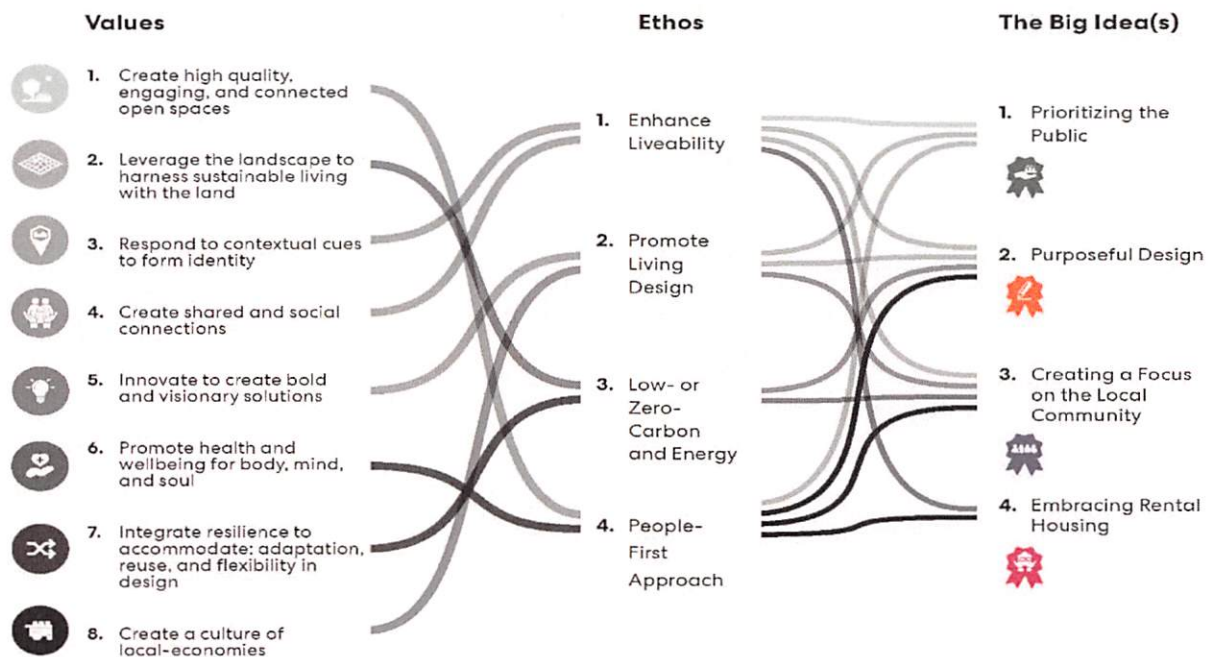 Values
1. Create high quality,
engaging, and connected
open spaces
2. Leverage the landscape to
harness sustainable living
with the land
3. Respond to contextual cues
to form identity
4. Create shared and social
connections
5. Innovate to create bold
and visionary solutions
6. Promote health and
wellbeing for body, mind,
and soul
7. Integrate resilience to
accommodate: adaptation,
reuse, and flexibility in
design
8. Create a culture of
local-economies
Ethos
1. Enhance
Liveability
2. Promote
Living
Design
3. Low- or
Zero-
Carbon
and Energy
4. People-
First
Approach
The Big Idea(s)
1. Prioritizing the
Public
2. Purposeful Design
3. Creating a Focus
on the Local
Community
4. Embracing Rental
Housing